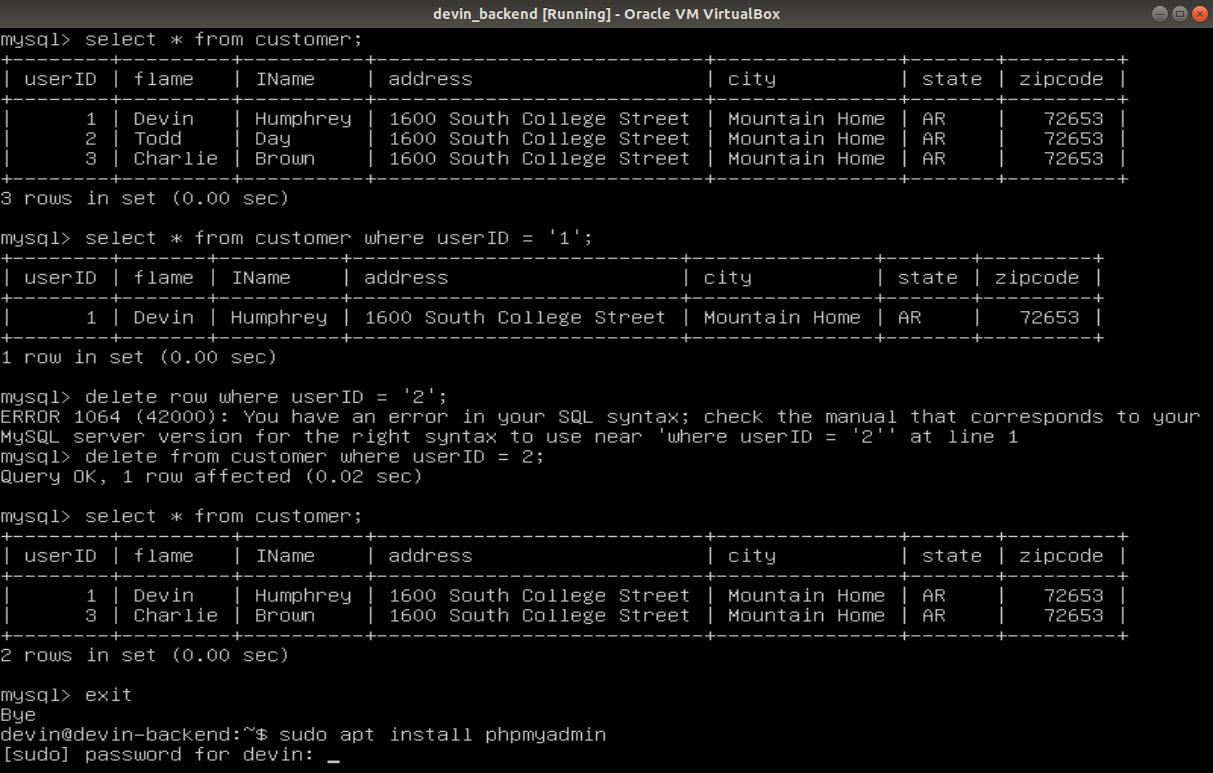 devin_backend [Running] - Oracle VM VirtualBox
mysql> select * from customer;
+--------+---------+----------+---------------------------+---------------+-------+---------+
| userID | flame   | IName    | address                   | city          | state | zipcode |
+--------+---------+----------+---------------------------+---------------+-------+---------+
|      1 | Devin   | Humphrey | 1600 South College Street | Mountain Home | AR    |   72653 |
|      2 | Todd    | Day      | 1600 South College Street | Mountain Home | AR    |   72653 |
|      3 | Charlie | Brown    | 1600 South College Street | Mountain Home | AR    |   72653 |
+--------+---------+----------+---------------------------+---------------+-------+---------+
3 rows in set (0.00 sec)
mysql> select * from customer where userID = '1';
+--------+-------+----------+---------------------------+---------------+-------+---------+
| userID | flame | IName    | address                   | city          | state | zipcode |
+--------+-------+----------+---------------------------+---------------+-------+---------+
|      1 | Devin | Humphrey | 1600 South College Street | Mountain Home | AR    |   72653 |
+--------+-------+----------+---------------------------+---------------+-------+---------+
1 row in set (0.00 sec)
mysql> delete row where userID = '2';
ERROR 1064 (42000): You have an error in your SQL syntax; check the manual that corresponds to your
MySQL server version for the right syntax to use near 'where userID = '2'' at line 1
mysql> delete from customer where userID = 2;
Query OK, 1 row affected (0.02 sec)
mysql> select * from customer;
+--------+---------+----------+---------------------------+---------------+-------+---------+
| userID | flame   | IName    | address                   | city          | state | zipcode |
+--------+---------+----------+---------------------------+---------------+-------+---------+
|      1 | Devin   | Humphrey | 1600 South College Street | Mountain Home | AR    |   72653 |
|      3 | Charlie | Brown    | 1600 South College Street | Mountain Home | AR    |   72653 |
+--------+---------+----------+---------------------------+---------------+-------+---------+
2 rows in set (0.00 sec)
mysql> exit
Bye
devin@devin-backend:~$ sudo apt install phpmyadmin
[sudo] password for devin: _